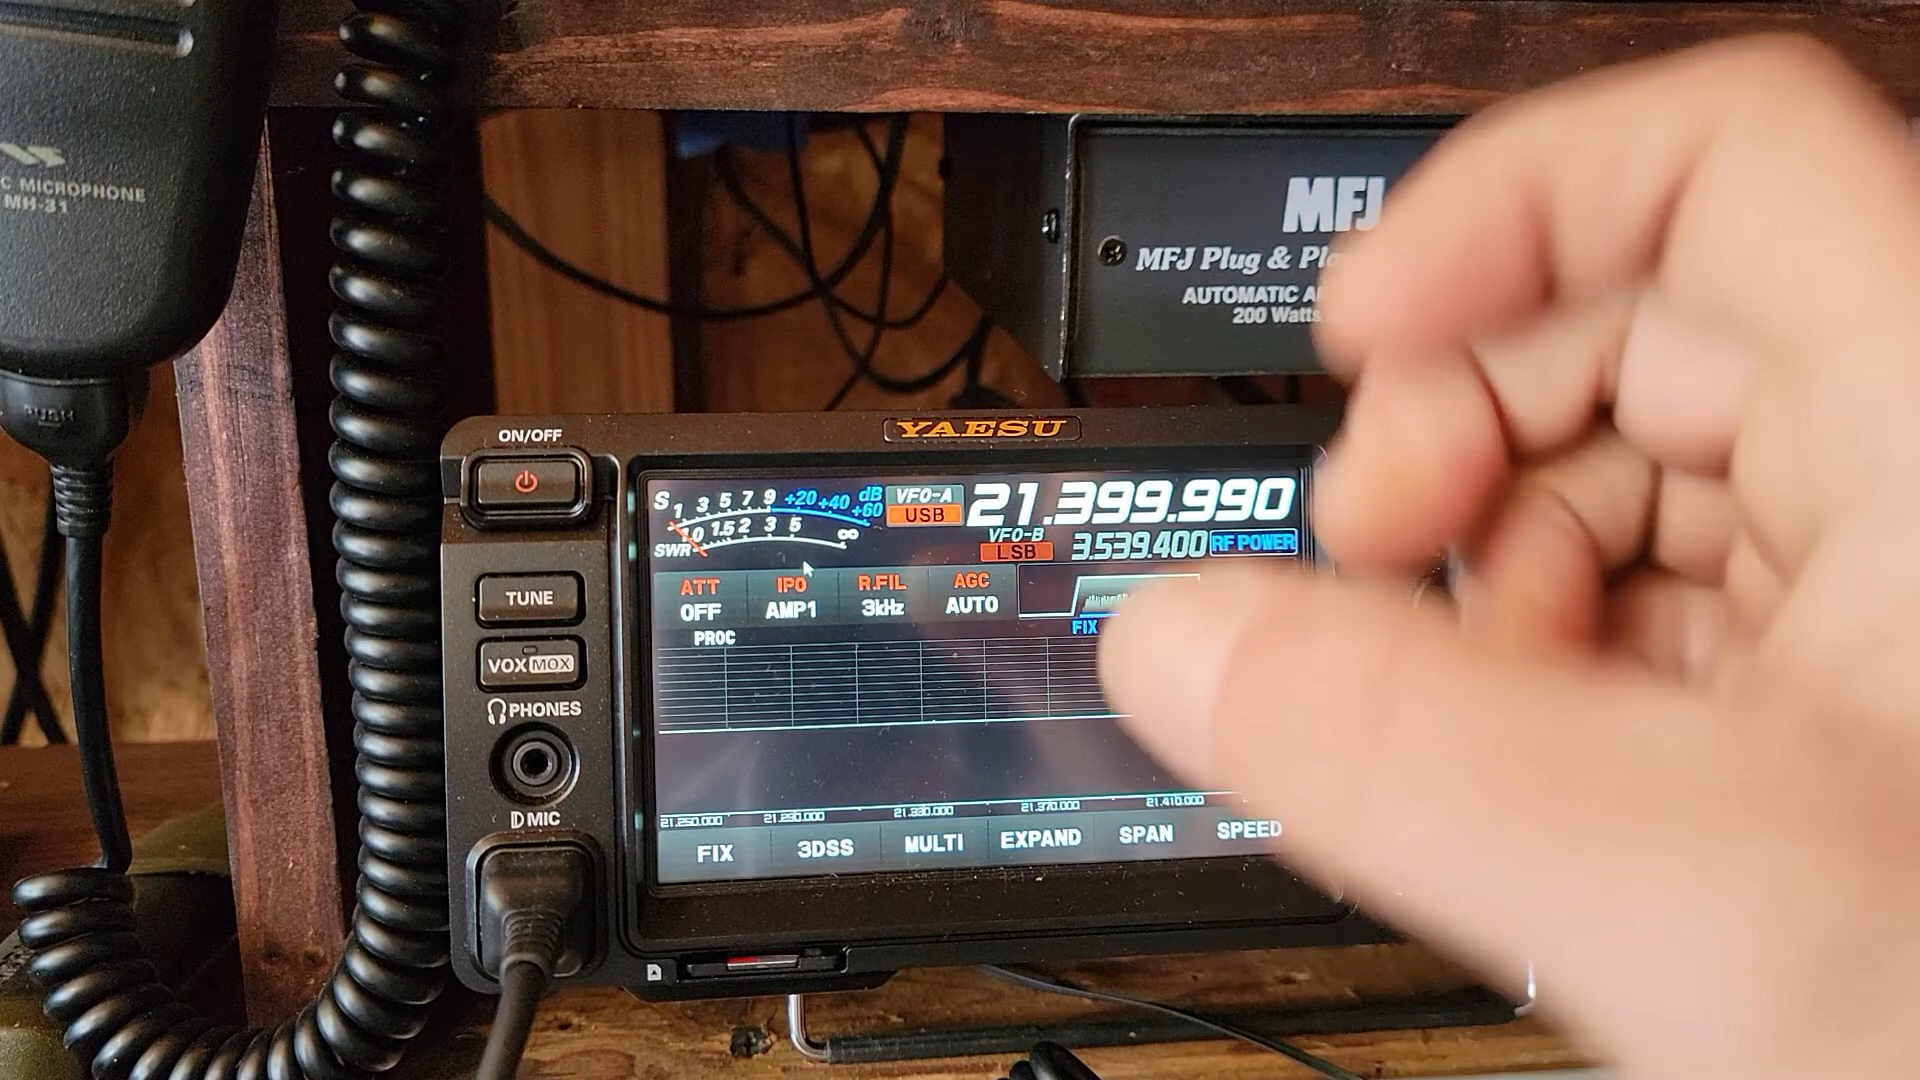 C MICROPHONE
MH-31
PUSH
MFJ
MFJ Plug & Pla
AUTOMATIC A
200 Watts
YAESU
ON/OFF
TUNE
VOX MOX
PHONES
MIC
S 1 3 5 7 9 +20 +40 +60 dB
SWR 1.0 1.5 2 3 5 ∞
VFO-A
USB
21.399.990
VFO-B
LSB
3.539.400
RF POWER
ATT
OFF
IPO
AMP1
R.FIL
3kHz
AGC
AUTO
FIX
PROC
21.250.000 21.290.000 21.330.000 21.370.000 21.410.000
FIX 3DSS MULTI EXPAND SPAN SPEED